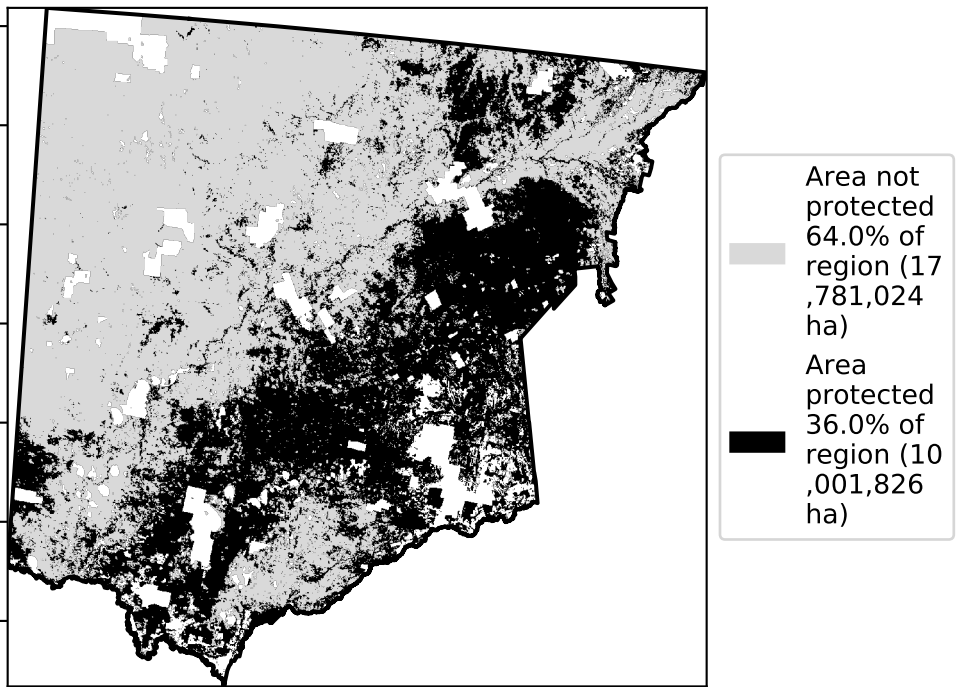 Area not
protected
64.0% of
region (17
,781,024
ha)
Area
protected
36.0% of
region (10
,001,826
ha)